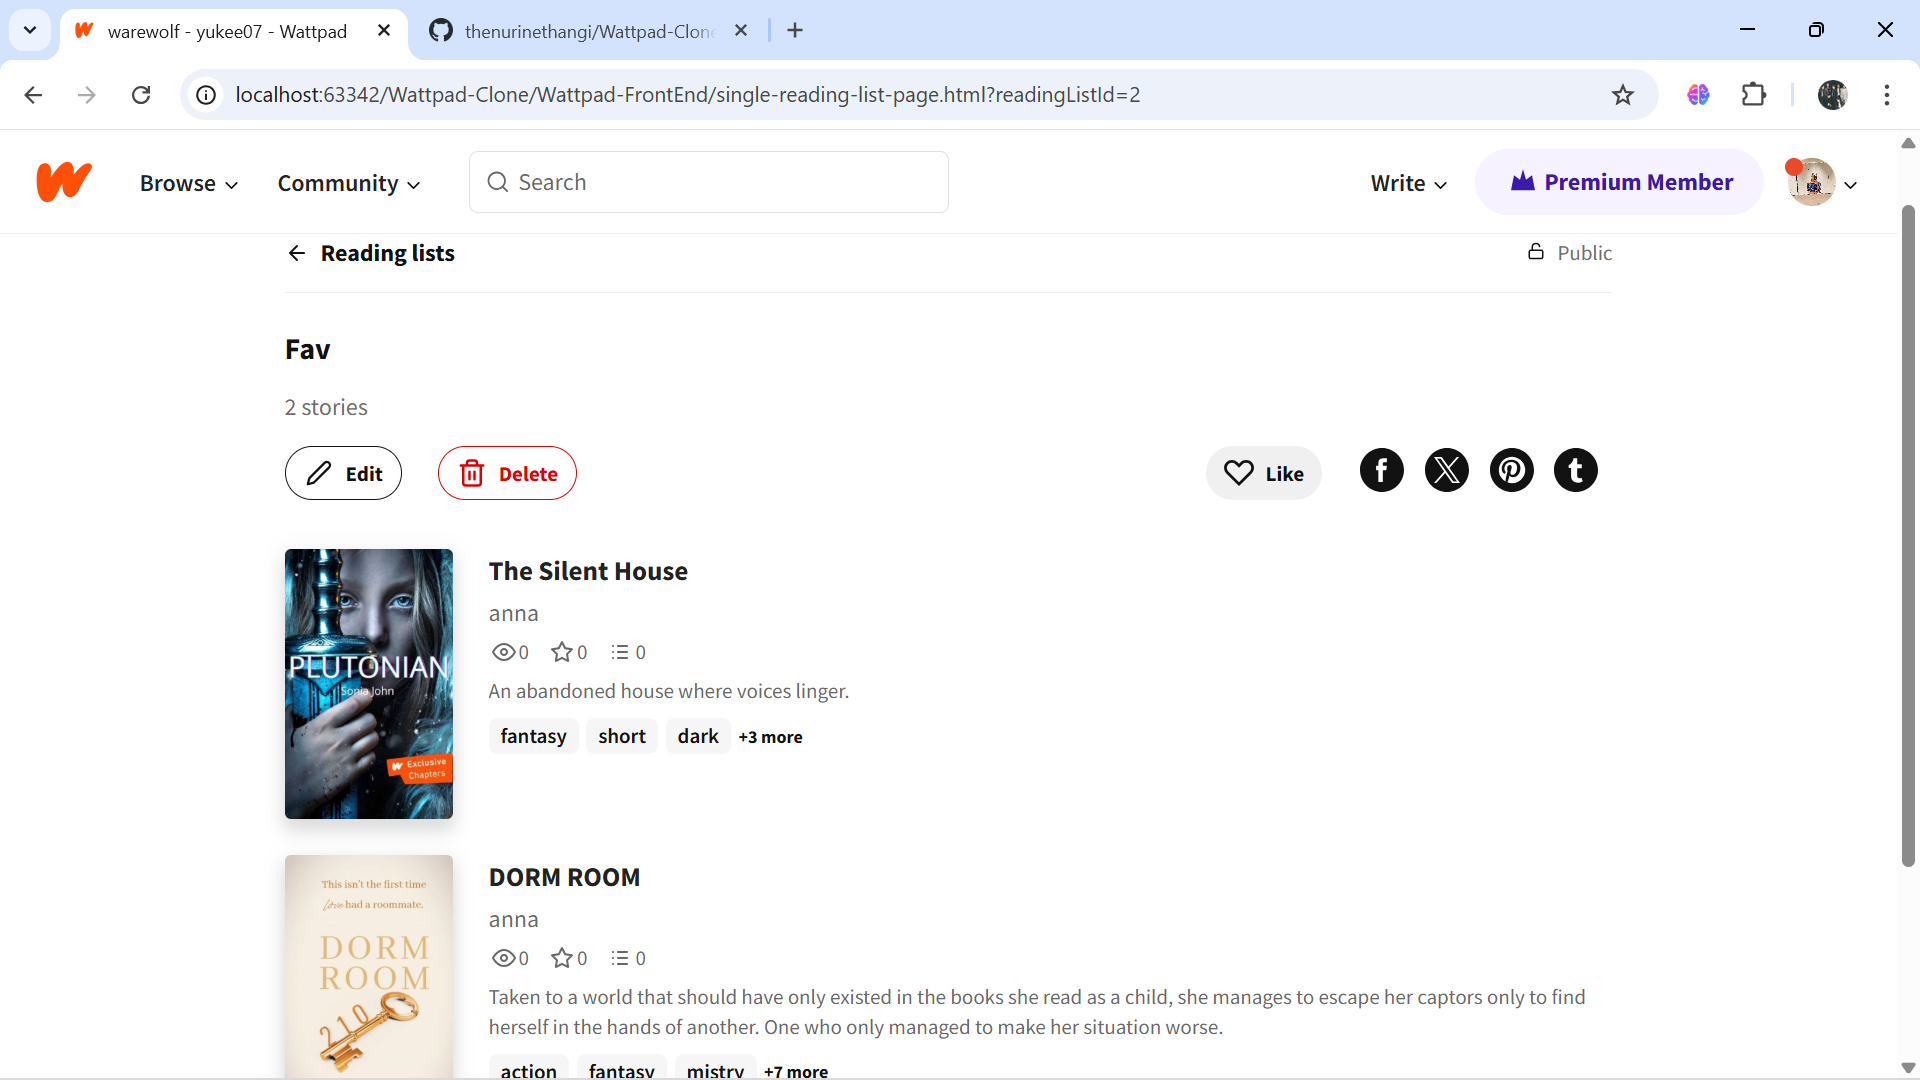 warewolf - yukee07 - Wattpad
thenurinethangi/Wattpad-Clone
localhost:63342/Wattpad-Clone/Wattpad-FrontEnd/single-reading-list-page.html?readingListId=2
Browse
Community
Search
Write
Premium Member
Reading lists
Public
Fav
2 stories
Edit
Delete
Like
PLUTONIAN
Sonia John
Exclusive
Chapters
The Silent House
anna
0 0 0
An abandoned house where voices linger.
fantasy short dark +3 more
This isn't the first time
love had a roommate.
DORM
ROOM
210
DORM ROOM
anna
0 0 0
Taken to a world that should have only existed in the books she read as a child, she manages to escape her captors only to find
herself in the hands of another. One who only managed to make her situation worse.
action fantasy mistry +7 more